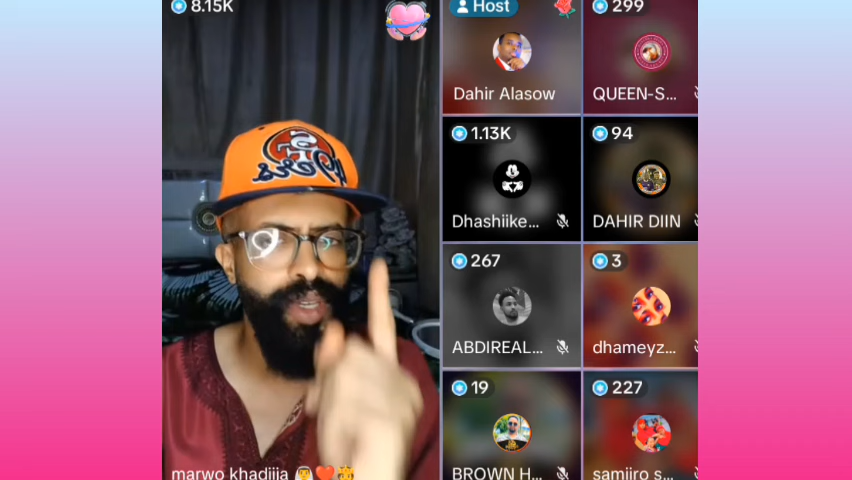 8.15K
marwo khadijia 👰❤️👸
Host
Dahir Alasow
299
QUEEN-S...
1.13K
Dhashiike...
94
DAHIR DIIN
267
ABDIREAL...
3
dhameyz...
19
BROWN H...
227
samiiro s...